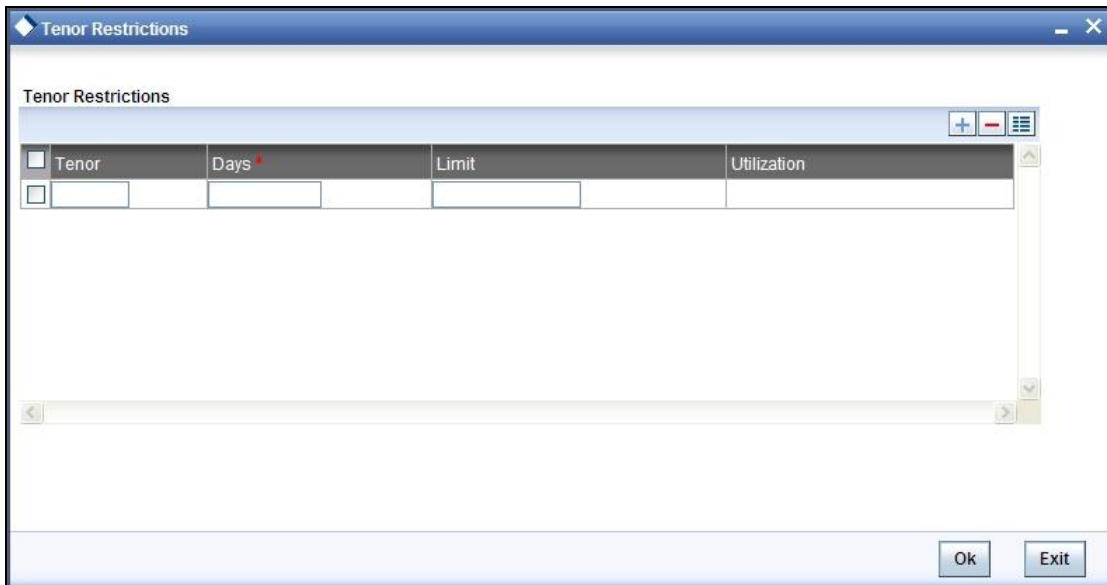 Tenor Restrictions
Tenor Restrictions
Tenor Days * Limit Utilization
Ok Exit